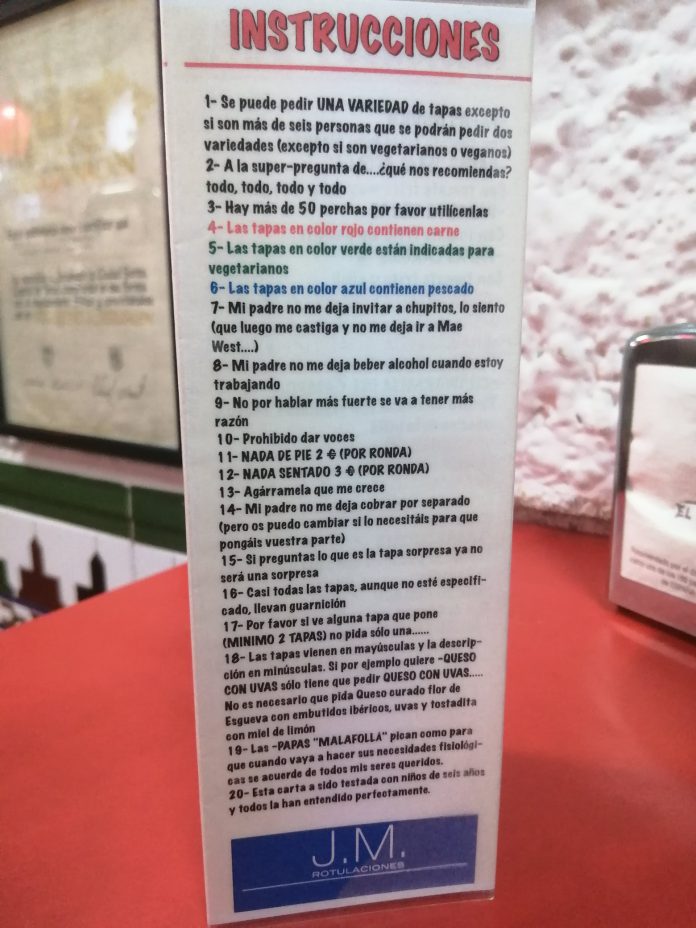 INSTRUCCIONES
1- Se puede pedir UNA VARIEDAD de tapas excepto
si son más de seis personas que se podrán pedir dos
variedades (excepto si son vegetarianos o veganos)
2- A la super-pregunta de....¿qué nos recomiendas?
todo, todo, todo y todo
3- Hay más de 50 perchas por favor utilícenlas
4- Las tapas en color rojo contienen carne
5- Las tapas en color verde están indicadas para
vegetarianos
6- Las tapas en color azul contienen pescado
7- Mi padre no me deja invitar a chupitos, lo siento
(que luego me castiga y no me deja ir a Mae
West....)
8- Mi padre no me deja beber alcohol cuando estoy
trabajando
9- No por hablar más fuerte se va a tener más
razón
10- Prohibido dar voces
11- NADA DE PIE 2 € (POR RONDA)
12- NADA SENTADO 3 € (POR RONDA)
13- Agárramela que me crece
14- Mi padre no me deja cobrar por separado
(pero os puedo cambiar si lo necesitáis para que
pongáis vuestra parte)
15- Si preguntas lo que es la tapa sorpresa ya no
será una sorpresa
16- Casi todas las tapas, aunque no esté especifi-
cado, llevan guarnición
17- Por favor si ve alguna tapa que pone
(MINIMO 2 TAPAS) no pida sólo una......
18- Las tapas vienen en mayúsculas y la descrip-
ción en minúsculas. Si por ejemplo quiere -QUESO
CON UVAS sólo tiene que pedir QUESO CON UVAS.....
No es necesario que pida Queso curado flor de
Esgueva con embutidos ibéricos, uvas y tostadita
con miel de limón
19- Las -PAPAS "MALAFOLLÁ" pican como para
que cuando vaya a hacer sus necesidades fisiológi-
cas se acuerde de todos mis seres queridos.
20- Esta carta a sido testada con niños de seis años
y todos la han entendido perfectamente.
J.M.
ROTULACIONES
EL